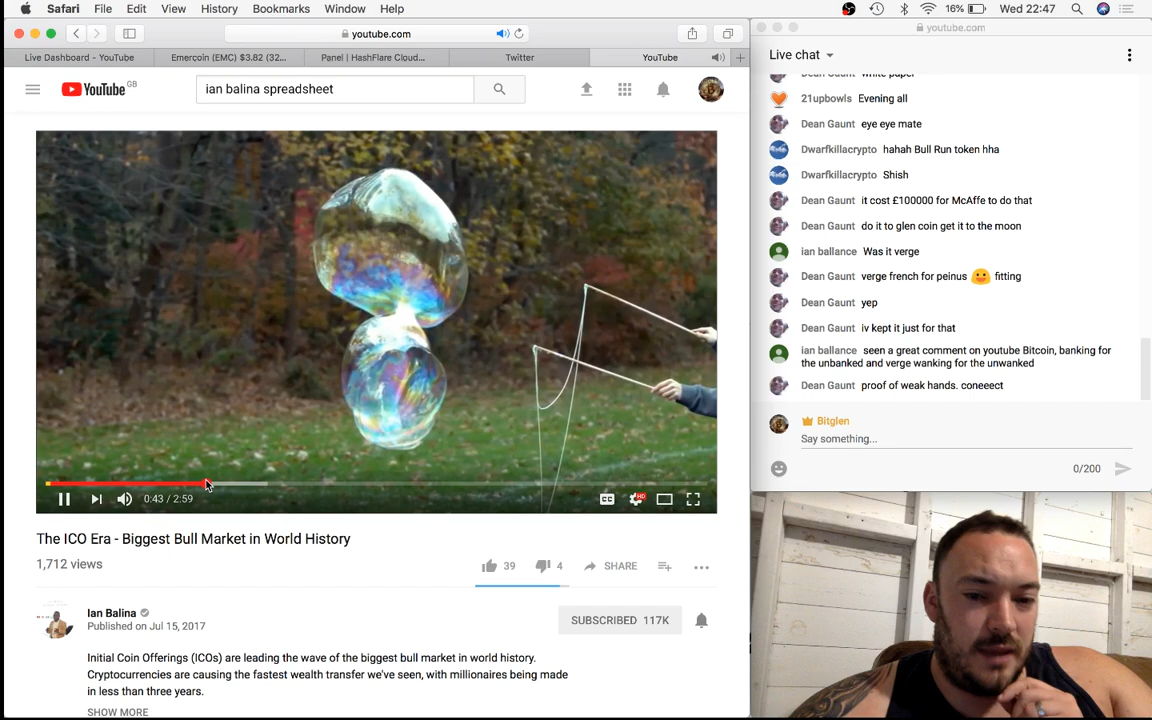 Safari File Edit View History Bookmarks Window Help
16% Wed 22:47
youtube.com
youtube.com
Live Dashboard - YouTube
Emercoin (EMC) $3.82 (32...
Panel | HashFlare Cloud...
Twitter
YouTube
YouTube GB
ian balina spreadsheet
0:43 / 2:59
CC
HD
The ICO Era - Biggest Bull Market in World History
1,712 views
39
4
SHARE
Ian Balina
Published on Jul 15, 2017
SUBSCRIBED 117K
Initial Coin Offerings (ICOs) are leading the wave of the biggest bull market in world history.
Cryptocurrencies are causing the fastest wealth transfer we've seen, with millionaires being made
in less than three years.
SHOW MORE
Live chat
Dean Gaunt white paper
21upbowls Evening all
Dean Gaunt eye eye mate
Dwarfkillacrypto hahah Bull Run token hha
Dwarfkillacrypto Shish
Dean Gaunt it cost £100000 for McAffe to do that
Dean Gaunt do it to glen coin get it to the moon
ian ballance Was it verge
Dean Gaunt verge french for peinus fitting
Dean Gaunt yep
Dean Gaunt iv kept it just for that
ian ballance seen a great comment on youtube Bitcoin, banking for
the unbanked and verge wanking for the unwanked
Dean Gaunt proof of weak hands. coneeect
Bitglen
Say something...
0/200